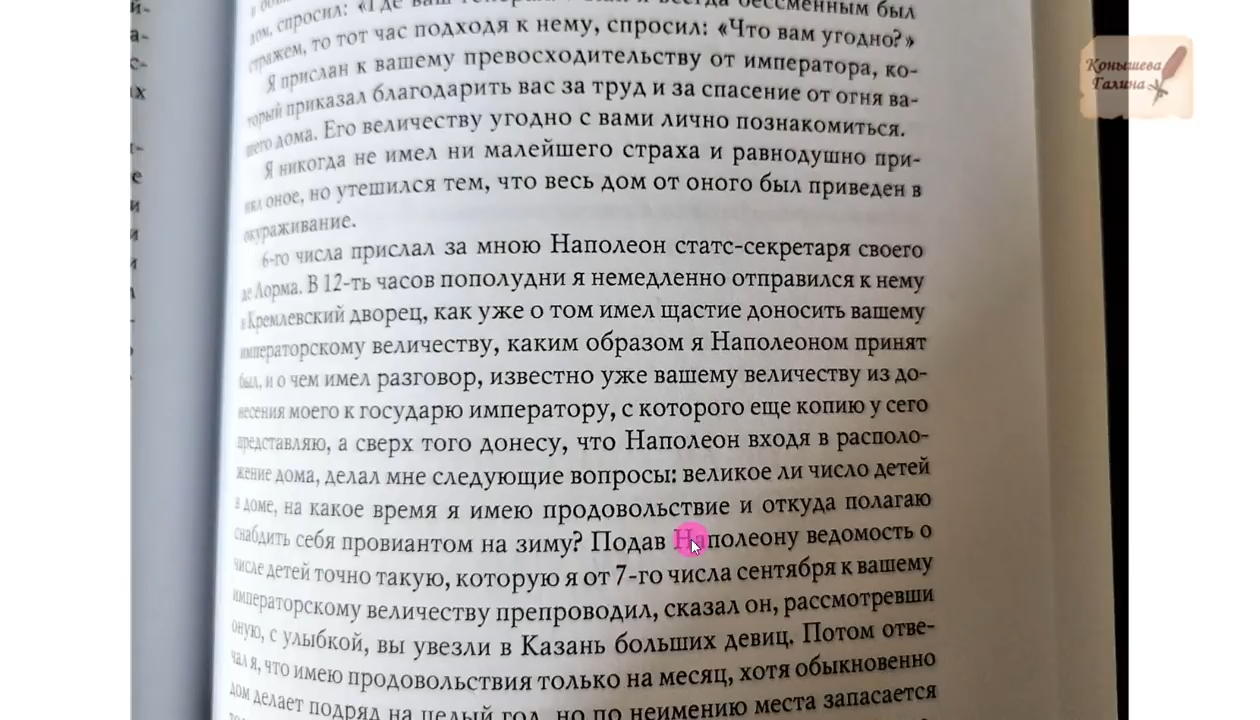 дом, спросил: «Где ваш
всегда бессменным был
стражем, то тот час подходя к нему, спросил: «Что вам угодно?»
Я прислан к вашему превосходительству от императора, ко-
торый приказал благодарить вас за труд и за спасение от огня ва-
шего дома. Его величеству угодно с вами лично познакомиться.
Я никогда не имел ни малейшего страха и равнодушно при-
нял оное, но утешился тем, что весь дом от оного был приведен в
окураживание.
6-го числа прислал за мною Наполеон статс-секретаря своего
де Лорма. В 12-ть часов пополудни я немедленно отправился к нему
в Кремлевский дворец, как уже о том имел щастие доносить вашему
императорскому величеству, каким образом я Наполеоном принят
был, и о чем имел разговор, известно уже вашему величеству из до-
несения моего к государю императору, с которого еще копию у сего
представляю, а сверх того донесу, что Наполеон входя в располо-
жение дома, делал мне следующие вопросы: великое ли число детей
в доме, на какое время я имею продовольствие и откуда полагаю
снабдить себя провиантом на зиму? Подав Наполеону ведомость о
числе детей точно такую, которую я от 7-го числа сентября к вашему
императорскому величеству препроводил, сказал он, рассмотревши
оную, с улыбкой, вы увезли в Казань больших девиц. Потом отве-
чал я, что имею продовольствия только на месяц, хотя обыкновенно
дом делает подряд на целый год, но по неимению места запасается
Конышева
Галина